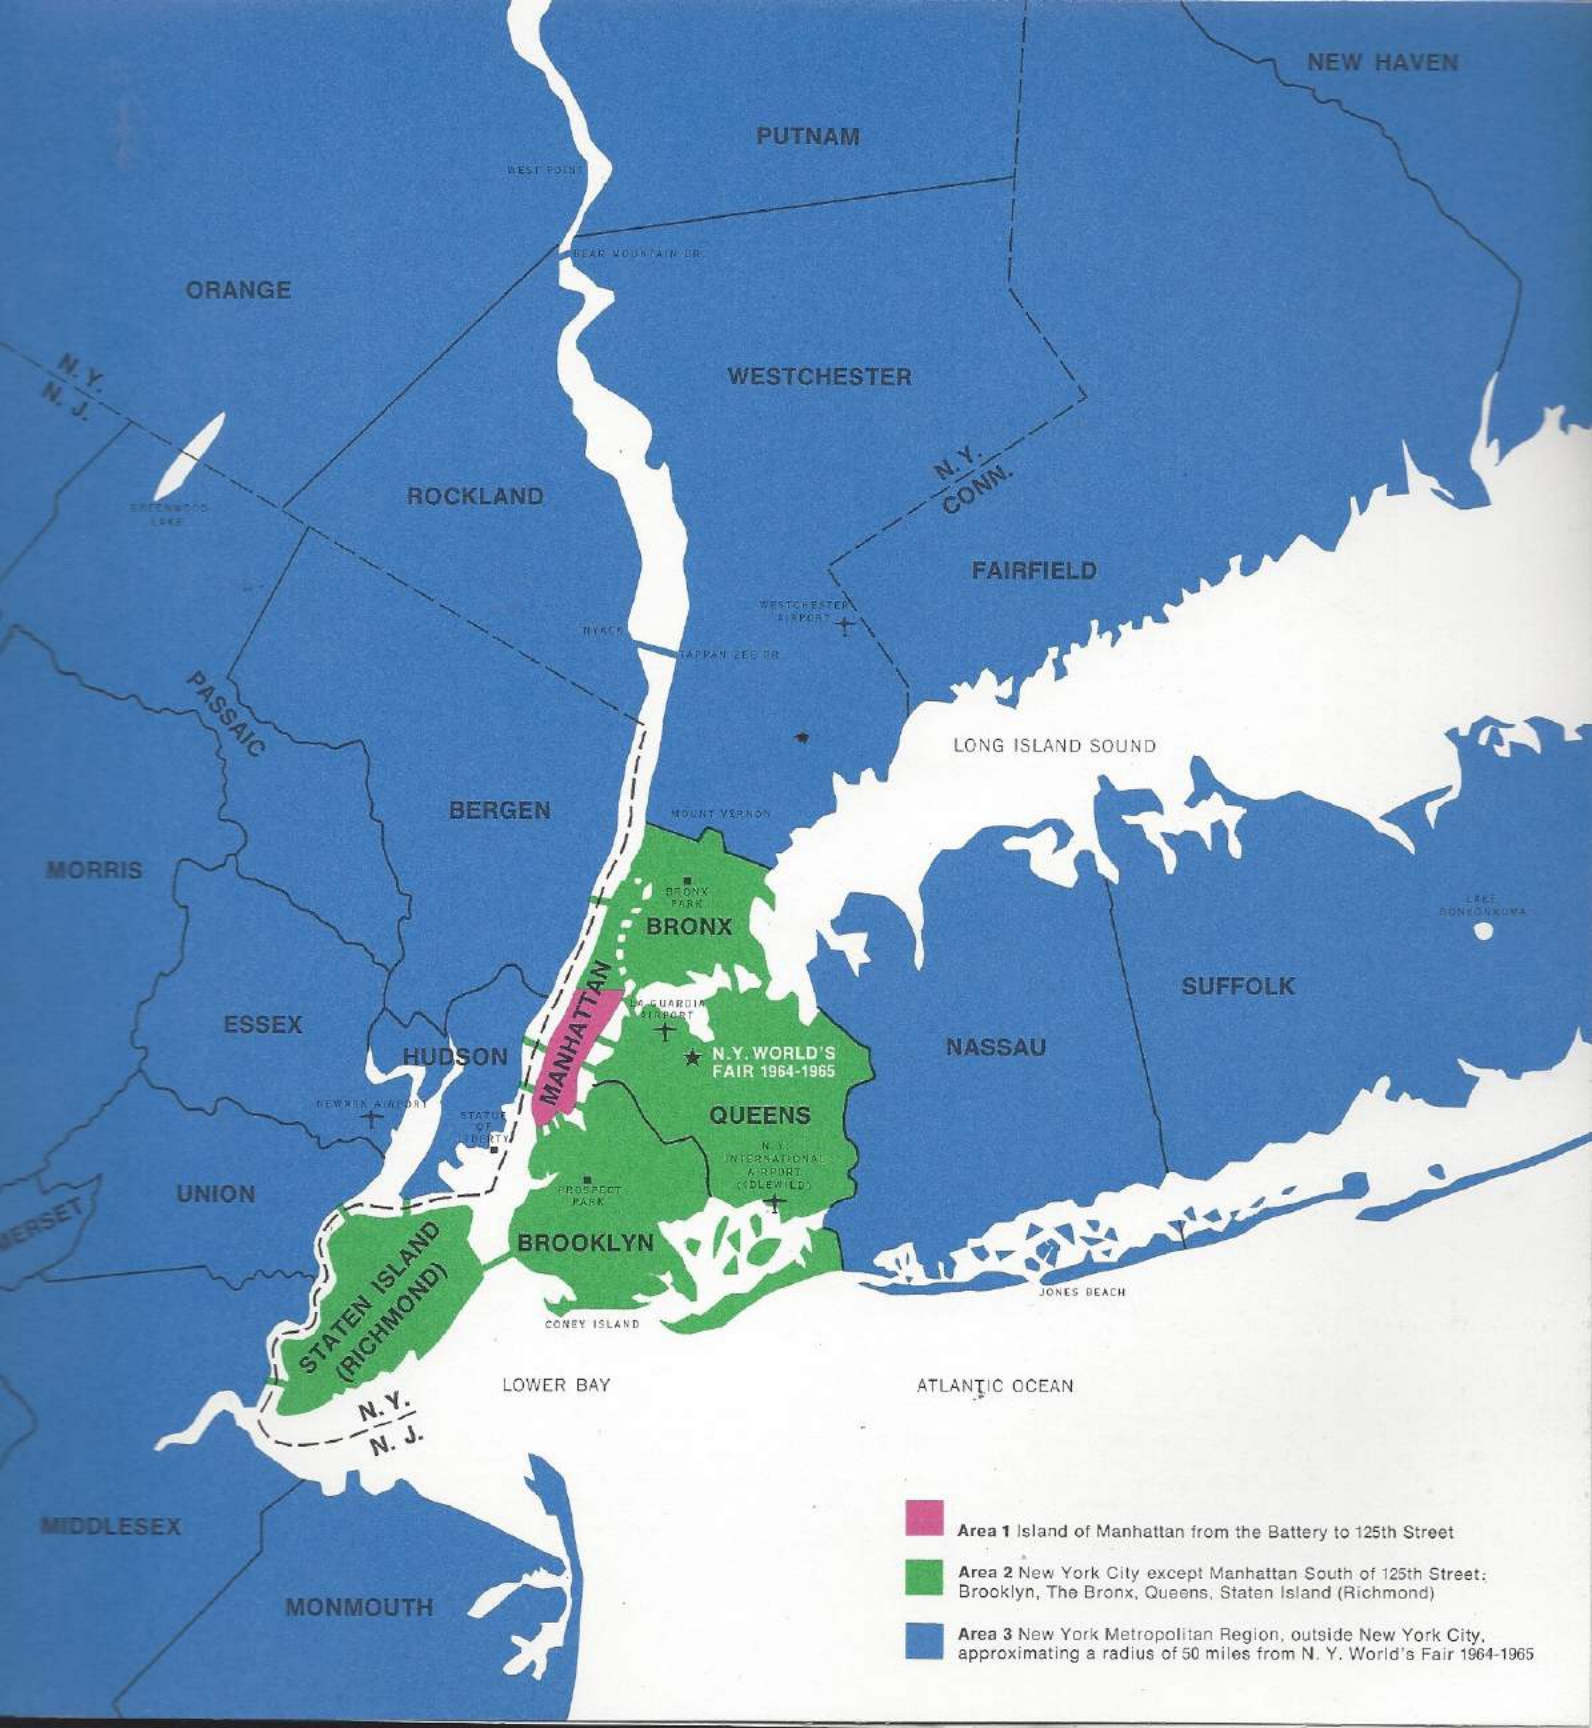 NEW HAVEN
PUTNAM
WEST POINT
BEAR MOUNTAIN BR.
ORANGE
N.Y.
N.J.
WESTCHESTER
N.Y.
CONN.
ROCKLAND
GREENWOOD
LAKE
FAIRFIELD
WESTCHESTER
AIRPORT
NYACK
TAPPAN ZEE BR.
PASSAIC
LONG ISLAND SOUND
BERGEN
MOUNT VERNON
MORRIS
BRONX
PARK
BRONX
LAKE
RONKONKOMA
MANHATTAN
SUFFOLK
LA GUARDIA
AIRPORT
ESSEX
HUDSON
N.Y. WORLD'S
FAIR 1964-1965
NASSAU
NEWARK AIRPORT
STATUE
OF
LIBERTY
QUEENS
N.Y.
INTERNATIONAL
AIRPORT
(IDLEWILD)
UNION
PROSPECT
PARK
MERSET
BROOKLYN
STATEN ISLAND
(RICHMOND)
JONES BEACH
CONEY ISLAND
LOWER BAY
ATLANTIC OCEAN
N.Y.
N. J.
MIDDLESEX
MONMOUTH
Area 1 Island of Manhattan from the Battery to 125th Street
Area 2 New York City except Manhattan South of 125th Street:
Brooklyn, The Bronx, Queens, Staten Island (Richmond)
Area 3 New York Metropolitan Region, outside New York City,
approximating a radius of 50 miles from N. Y. World's Fair 1964-1965